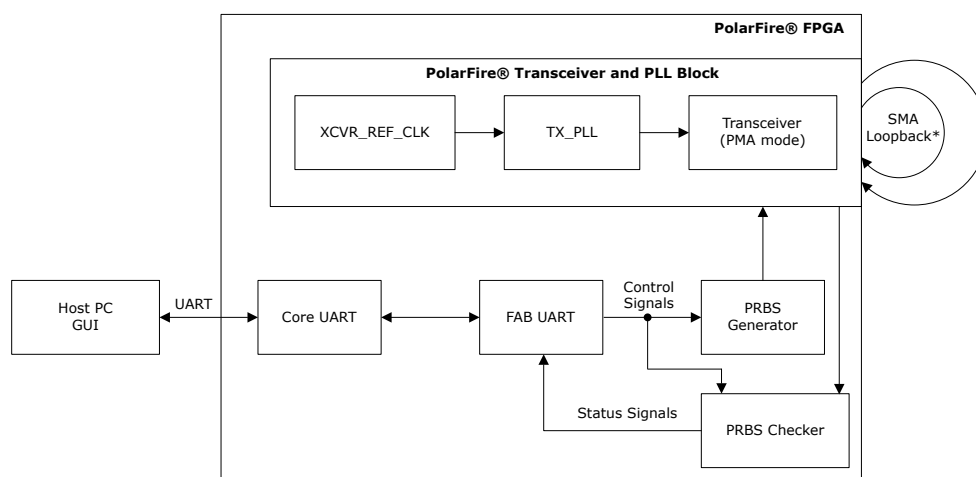 PolarFire® FPGA
PolarFire® Transceiver and PLL Block
XCVR_REF_CLK
TX_PLL
Transceiver
(PMA mode)
SMA
Loopback*
Host PC
GUI
UART
Core UART
FAB UART
Control
Signals
PRBS
Generator
Status Signals
PRBS Checker